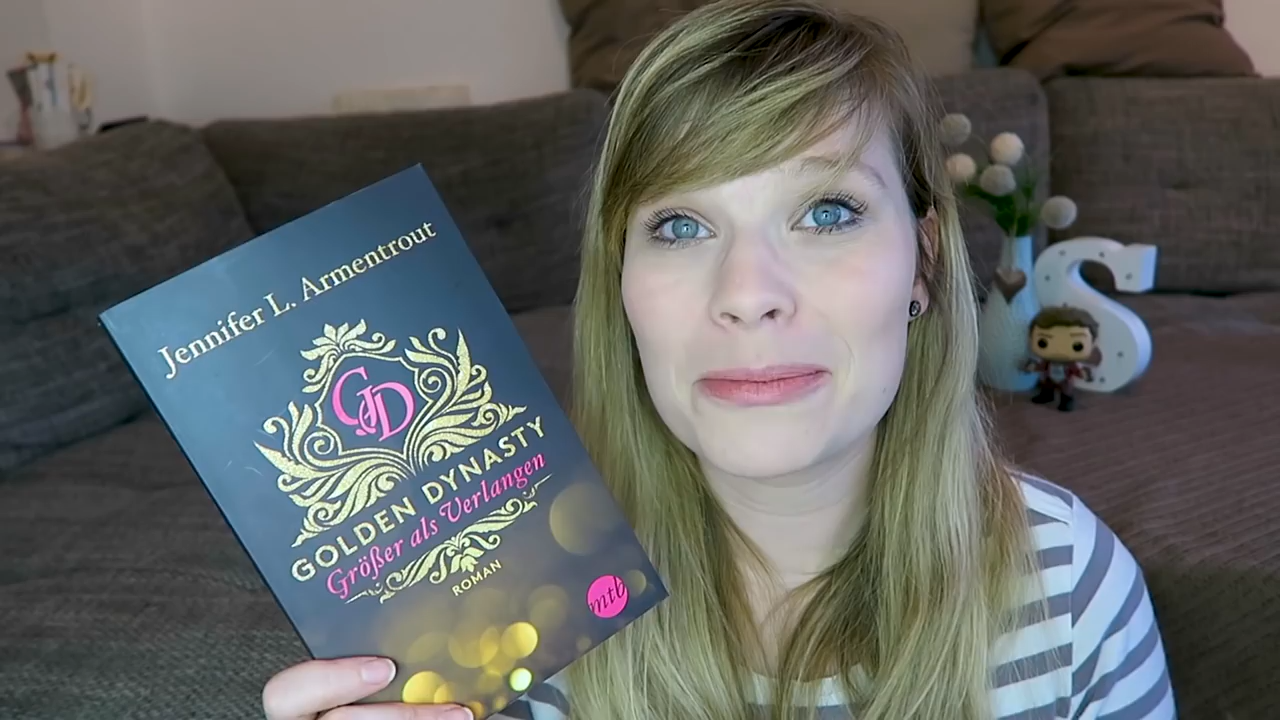 Jennifer L. Armentrout
GD
GOLDEN DYNASTY
Größer als Verlangen
ROMAN
mtb
S